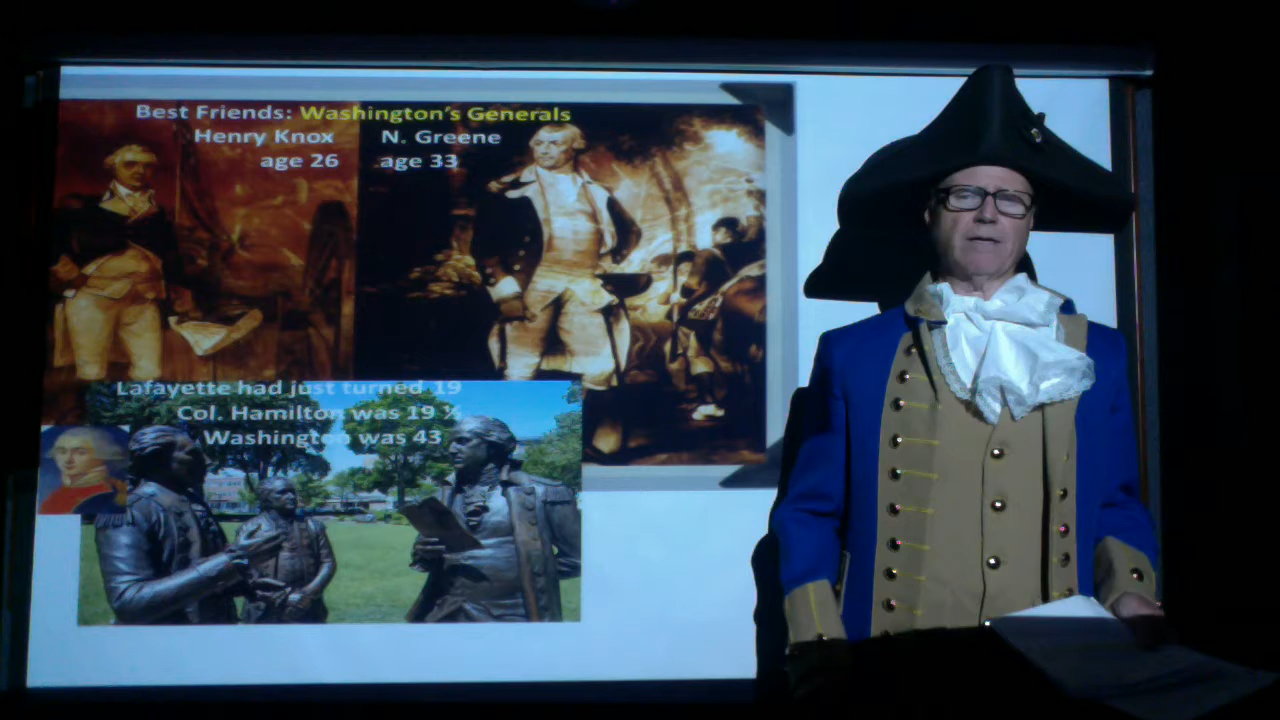 Best Friends: Washington's Generals
Henry Knox N. Greene
age 26 age 33
Lafayette had just turned 19
Col. Hamilton was 19 ½
Washington was 43